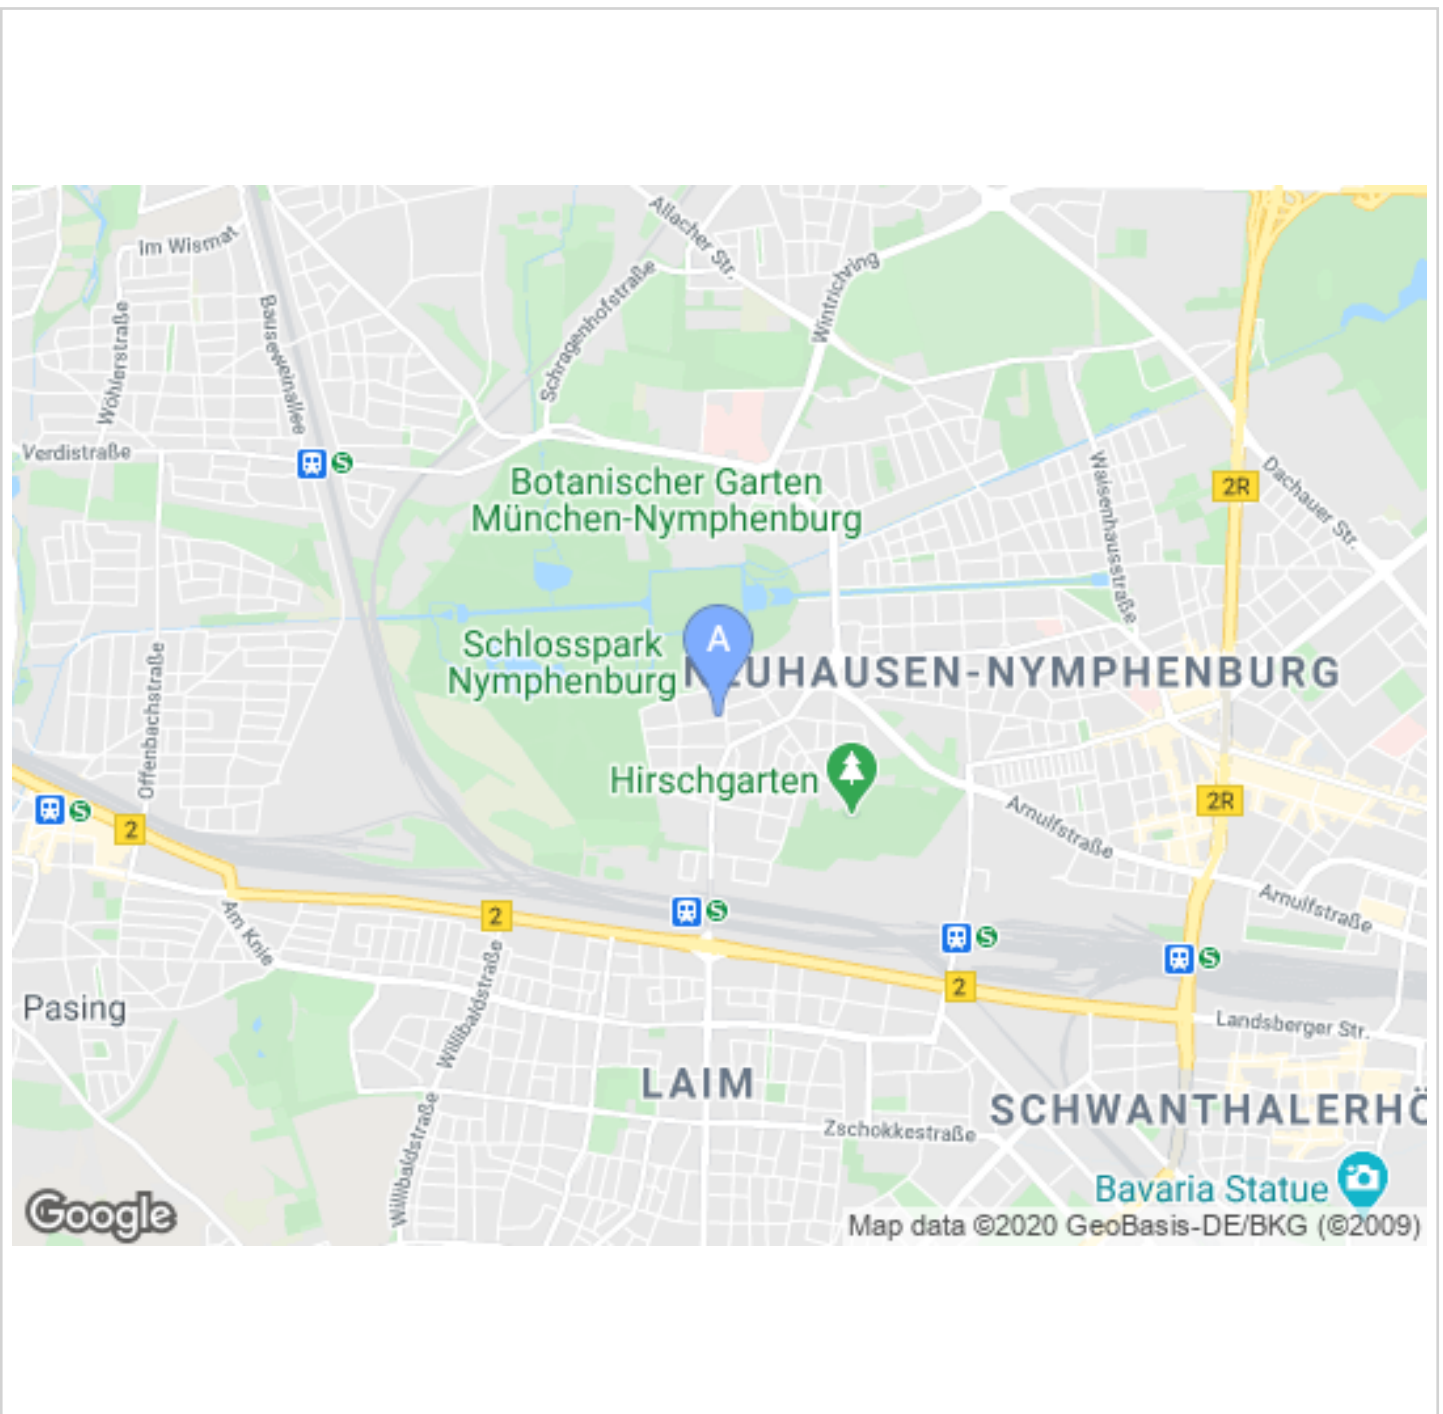 Allacher Str.
Im Wismat
Wintrichring
Schragenhofstraße
Bauseweinallee
Wöhlerstraße
Verdistraße
S
Botanischer Garten
München-Nymphenburg
Waisenhausstraße
2R
Dachauer Str.
A
Schlosspark
Nymphenburg
NEUHAUSEN-NYMPHENBURG
Offenbachstraße
Hirschgarten
2R
S
2
Arnulfstraße
Arnulfstraße
Am Knie
2
S
S
S
Willibaldstraße
2
Pasing
Landsberger Str.
LAIM
SCHWANTHALERHÖ
Zschokkestraße
Willibaldstraße
Bavaria Statue
Google
Map data ©2020 GeoBasis-DE/BKG (©2009)